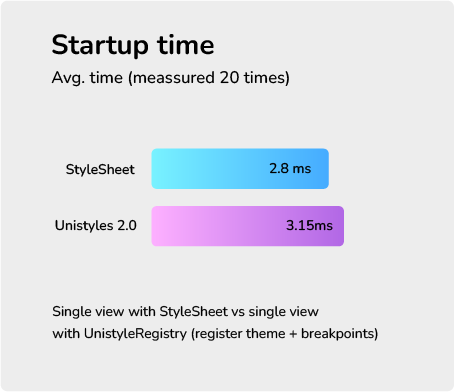 Startup time
Avg. time (meassured 20 times)
StyleSheet
2.8 ms
Unistyles 2.0
3.15ms
Single view with StyleSheet vs single view
with UnistyleRegistry (register theme + breakpoints)